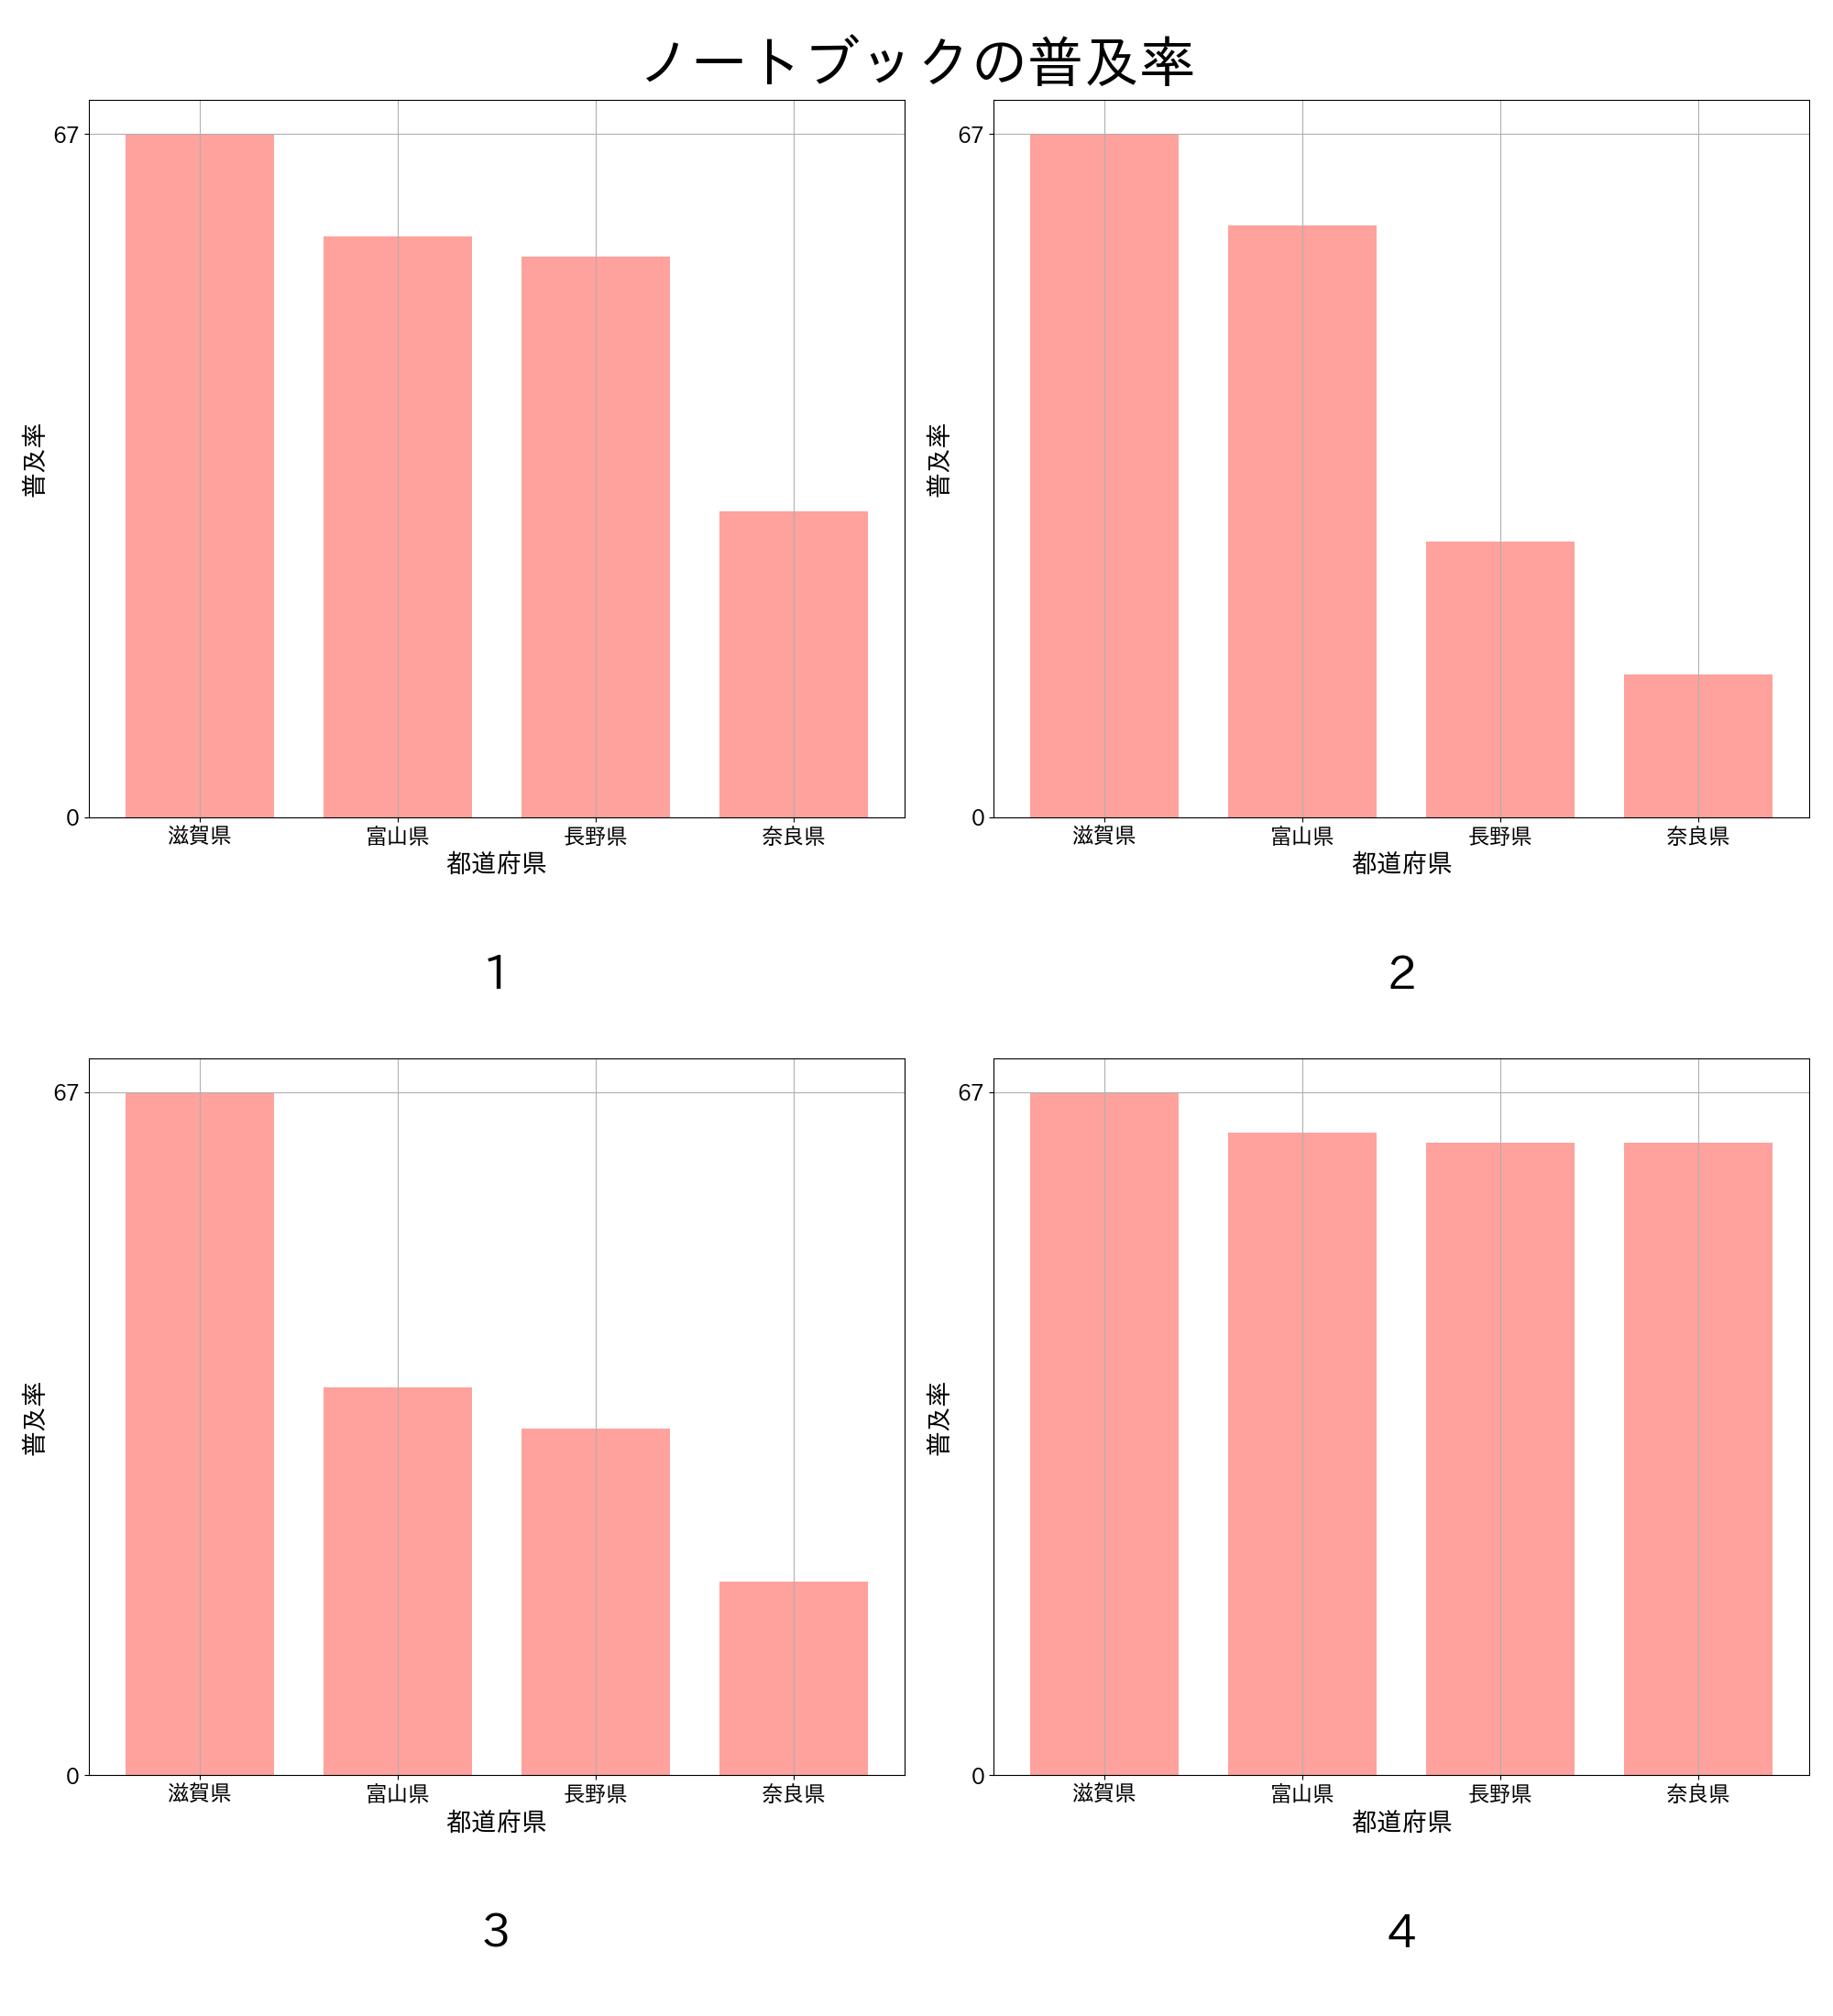 ノートブックの普及率
67
0
普及率
滋賀県 富山県 長野県 奈良県
都道府県
1
67
0
普及率
滋賀県 富山県 長野県 奈良県
都道府県
2
67
0
普及率
滋賀県 富山県 長野県 奈良県
都道府県
3
67
0
普及率
滋賀県 富山県 長野県 奈良県
都道府県
4